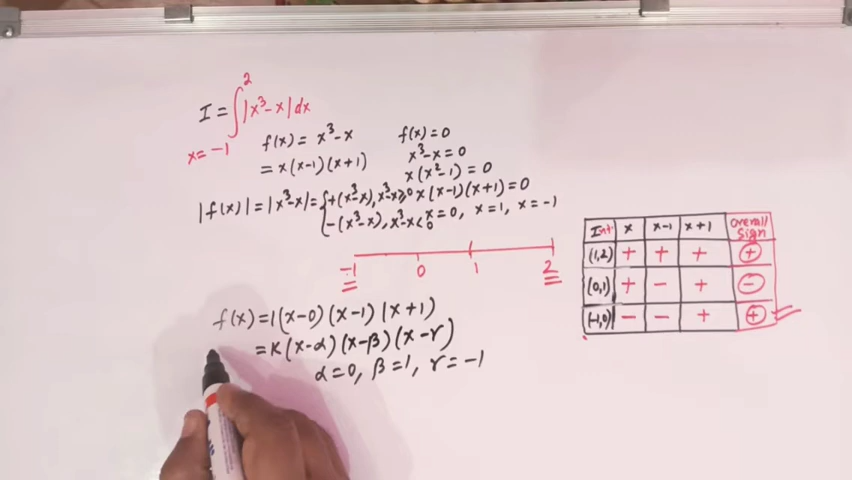 I = ∫ 2 x=-1 |x³-x|dx
f(x) = x³-x
= x(x-1)(x+1)
f(x)=0
x³-x=0
x(x²-1)=0
x(x-1)(x+1)=0
x=0, x=1, x=-1
|f(x)| = |x³-x| = { +(x³-x), x³-x≥0
-(x³-x), x³-x<0
-1 0 1 2
f(x)=1(x-0)(x-1)(x+1)
=K(x-α)(x-β)(x-r)
α=0, β=1, r=-1
Int x x-1 x+1 Overall Sign
(1,2) + + + +
(0,1) + - + -
(-1,0) - - + +